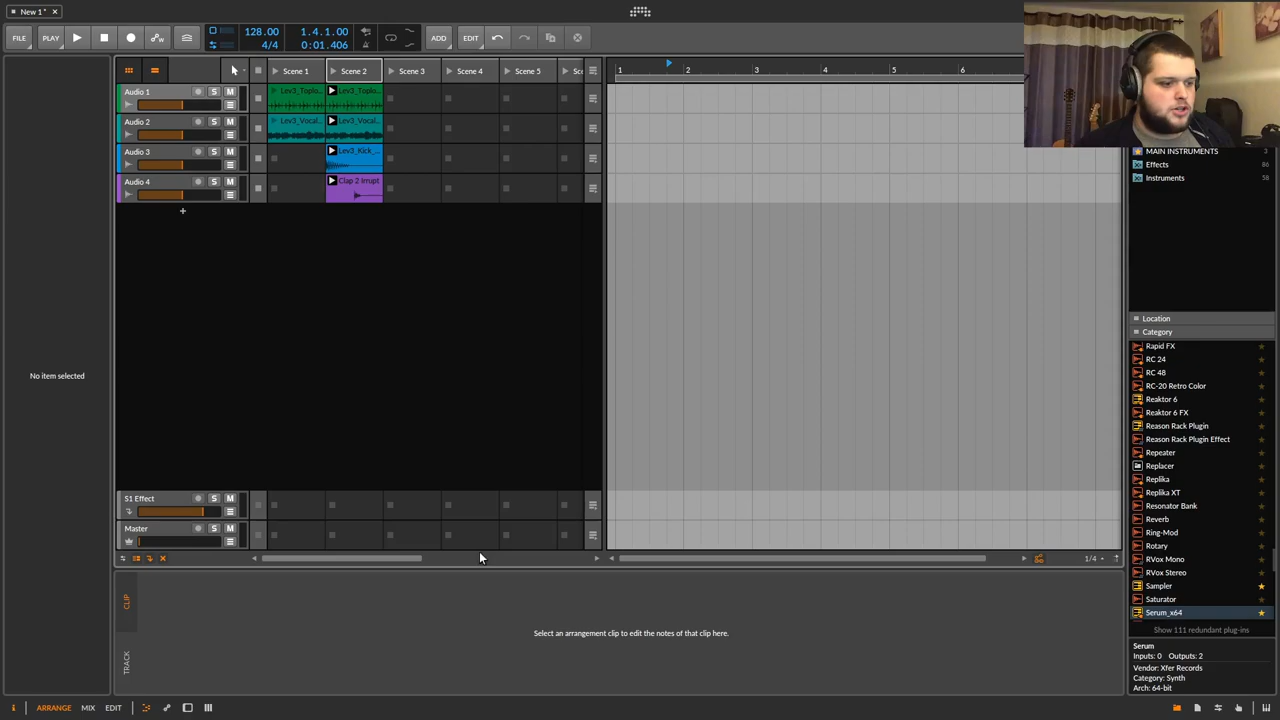 New 1*
FILE
PLAY
128.00
4/4
1.4.1.00
0:01.406
ADD
EDIT
Scene 1
Scene 2
Scene 3
Scene 4
Scene 5
Sc
1
2
3
4
5
6
Audio 1
S
M
Lev3_Toplo...
Lev3_Toplo...
Audio 2
S
M
Lev3_Vocal...
Lev3_Vocal...
Audio 3
S
M
Lev3_Kick_...
Audio 4
S
M
Clap 2 Irrupt
+
No item selected
S1 Effect
S
M
Master
S
M
1/4
CLIP
TRACK
Select an arrangement clip to edit the notes of that clip here.
MAIN INSTRUMENTS
3
Effects
86
Instruments
58
Location
Category
Rapid FX
RC 24
RC 48
RC-20 Retro Color
Reaktor 6
Reaktor 6 FX
Reason Rack Plugin
Reason Rack Plugin Effect
Repeater
Replacer
Replika
Replika XT
Resonator Bank
Reverb
Ring-Mod
Rotary
RVox Mono
RVox Stereo
Sampler
Saturator
Serum_x64
Show 111 redundant plug-ins
Serum
Inputs: 0 Outputs: 2
Vendor: Xfer Records
Category: Synth
Arch: 64-bit
i
ARRANGE
MIX
EDIT